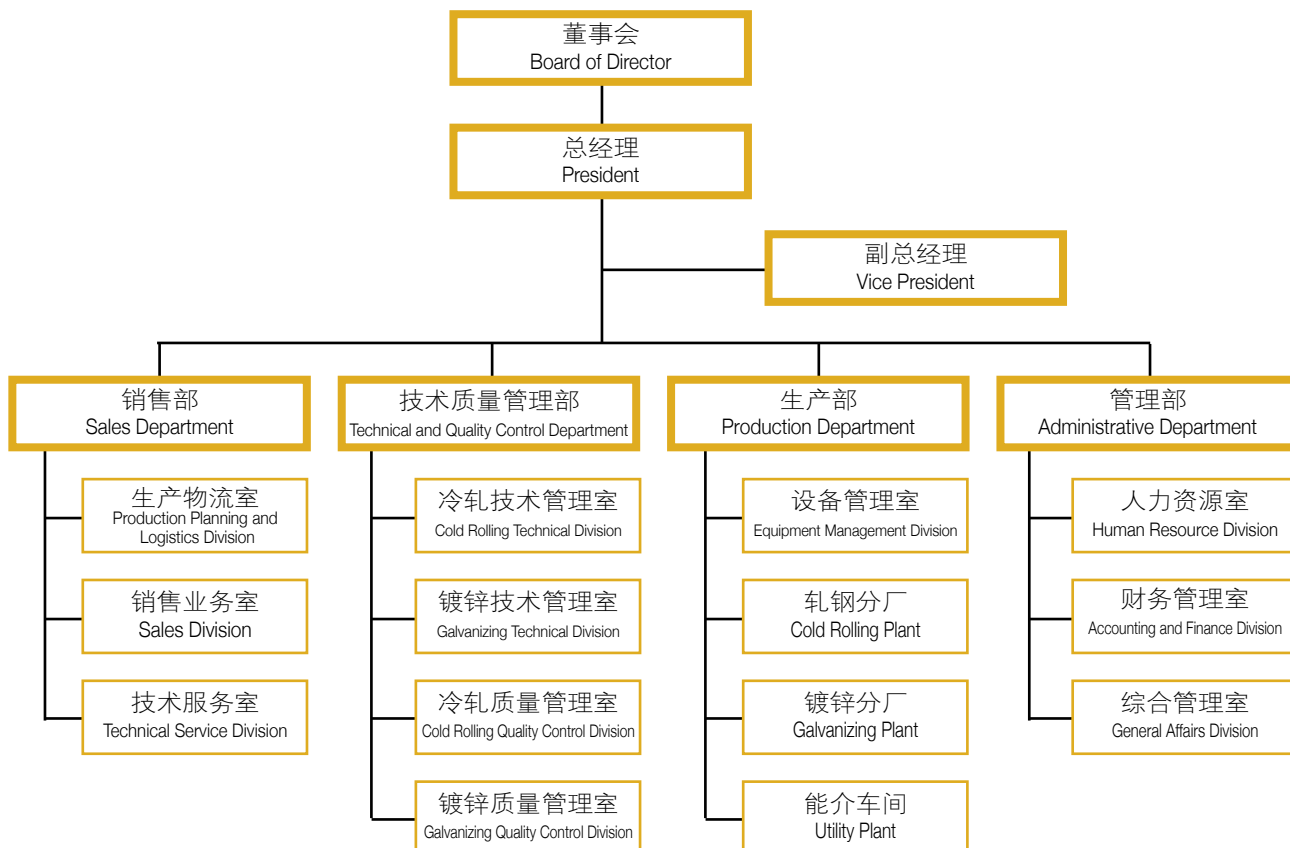 董事会
Board of Director
总经理
President
副总经理
Vice President
销售部
Sales Department
技术质量管理部
Technical and Quality Control Department
生产部
Production Department
管理部
Administrative Department
生产物流室
Production Planning and
Logistics Division
销售业务室
Sales Division
技术服务室
Technical Service Division
冷轧技术管理室
Cold Rolling Technical Division
镀锌技术管理室
Galvanizing Technical Division
冷轧质量管理室
Cold Rolling Quality Control Division
镀锌质量管理室
Galvanizing Quality Control Division
设备管理室
Equipment Management Division
轧钢分厂
Cold Rolling Plant
镀锌分厂
Galvanizing Plant
能介车间
Utility Plant
人力资源室
Human Resource Division
财务管理室
Accounting and Finance Division
综合管理室
General Affairs Division